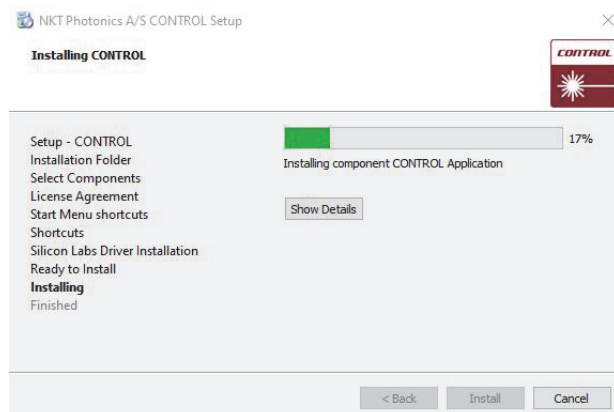 NKT Photonics A/S CONTROL Setup
Installing CONTROL
CONTROL
Setup - CONTROL
Installation Folder
Select Components
License Agreement
Start Menu shortcuts
Shortcuts
Silicon Labs Driver Installation
Ready to Install
Installing
Finished
17%
Installing component CONTROL Application
Show Details
< Back
Install
Cancel